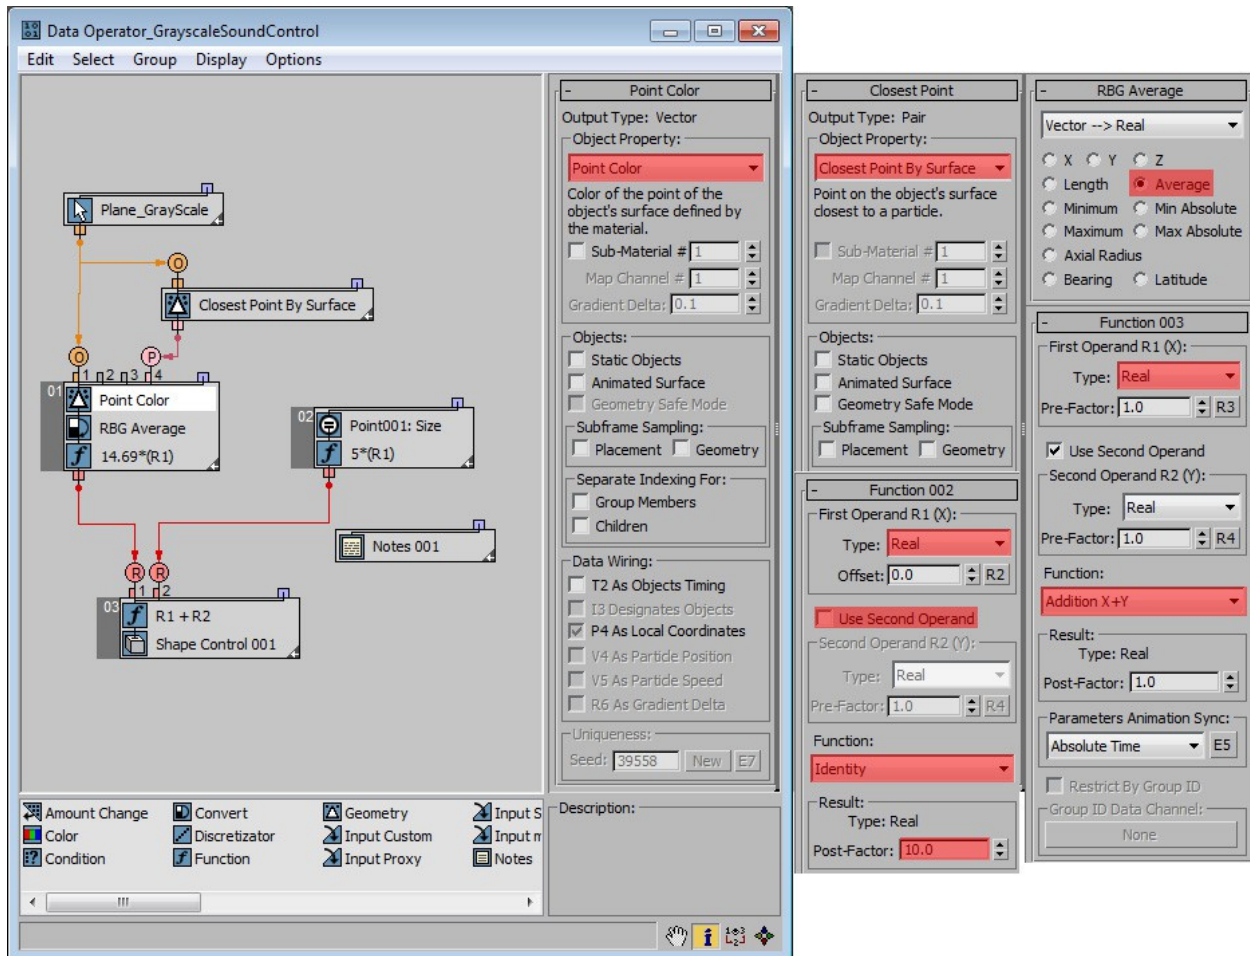 Data Operator_GrayscaleSoundControl
Edit Select Group Display Options
Plane_GrayScale
O
Closest Point By Surface
O P
1 2 3 4
01 Point Color
RBG Average
14.69*(R1)
02 Point001: Size
5*(R1)
Notes 001
R R
1 2
03 R1 + R2
Shape Control 001
- Point Color
Output Type: Vector
Object Property:
Point Color
Color of the point of the
object's surface defined by
the material.
Sub-Material # 1
Map Channel # 1
Gradient Delta: 0.1
Objects:
Static Objects
Animated Surface
Geometry Safe Mode
Subframe Sampling:
Placement Geometry
Separate Indexing For:
Group Members
Children
Data Wiring:
T2 As Objects Timing
I3 Designates Objects
P4 As Local Coordinates
V4 As Particle Position
V5 As Particle Speed
R6 As Gradient Delta
Uniqueness:
Seed: 39558 New E7
- Closest Point
Output Type: Pair
Object Property:
Closest Point By Surface
Point on the object's surface
closest to a particle.
Sub-Material # 1
Map Channel # 1
Gradient Delta: 0.1
Objects:
Static Objects
Animated Surface
Geometry Safe Mode
Subframe Sampling:
Placement Geometry
- Function 002
First Operand R1 (X):
Type: Real
Offset: 0.0 R2
Use Second Operand
Second Operand R2 (Y):
Type: Real
Pre-Factor: 1.0 R4
Function:
Identity
Result:
Type: Real
Post-Factor: 10.0
- RBG Average
Vector --> Real
X Y Z
Length Average
Minimum Min Absolute
Maximum Max Absolute
Axial Radius
Bearing Latitude
- Function 003
First Operand R1 (X):
Type: Real
Pre-Factor: 1.0 R3
Use Second Operand
Second Operand R2 (Y):
Type: Real
Pre-Factor: 1.0 R4
Function:
Addition X+Y
Result:
Type: Real
Post-Factor: 1.0
Parameters Animation Sync:
Absolute Time E5
Restrict By Group ID
Group ID Data Channel:
None
Amount Change Convert Geometry Input S
Color Discretizator Input Custom Input m
Condition Function Input Proxy Notes
Description: